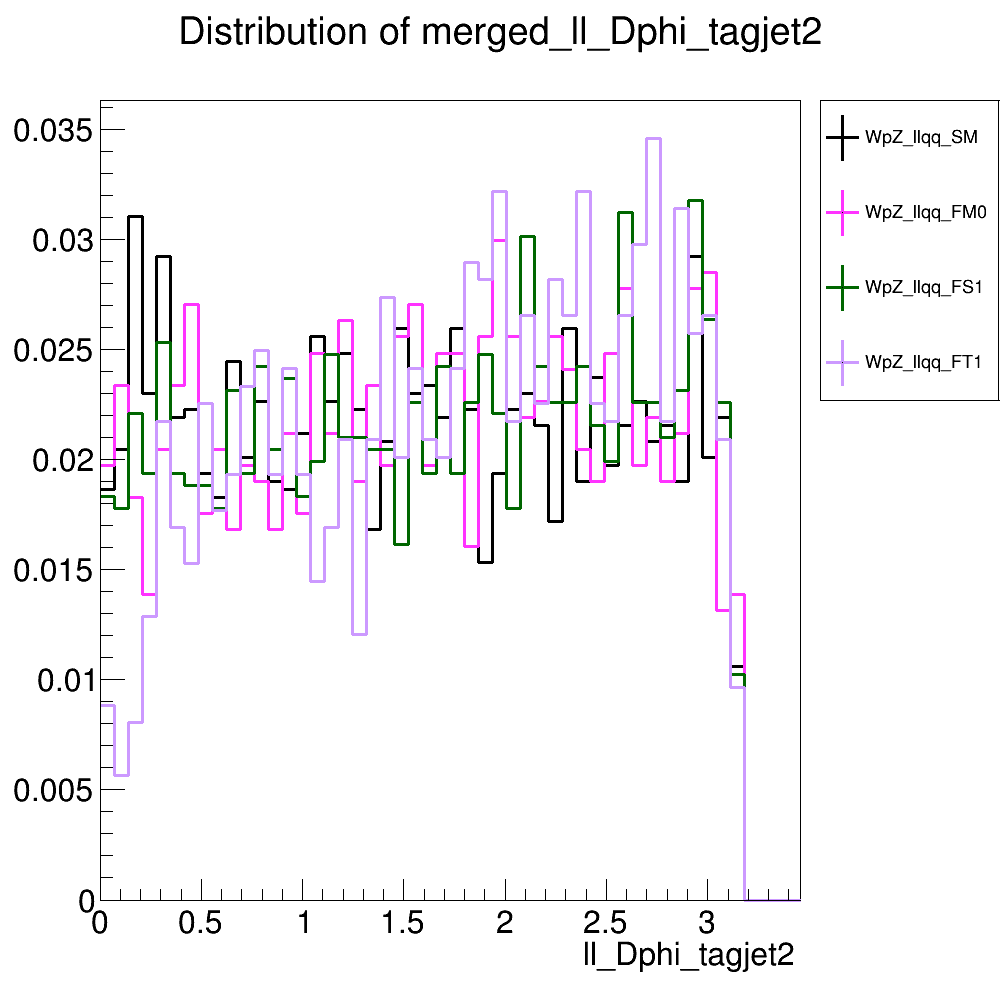 Distribution of merged_ll_Dphi_tagjet2
0.035
0.03
0.025
0.02
0.015
0.01
0.005
0
0 0.5 1 1.5 2 2.5 3
ll_Dphi_tagjet2
WpZ_llqq_SM
WpZ_llqq_FM0
WpZ_llqq_FS1
WpZ_llqq_FT1